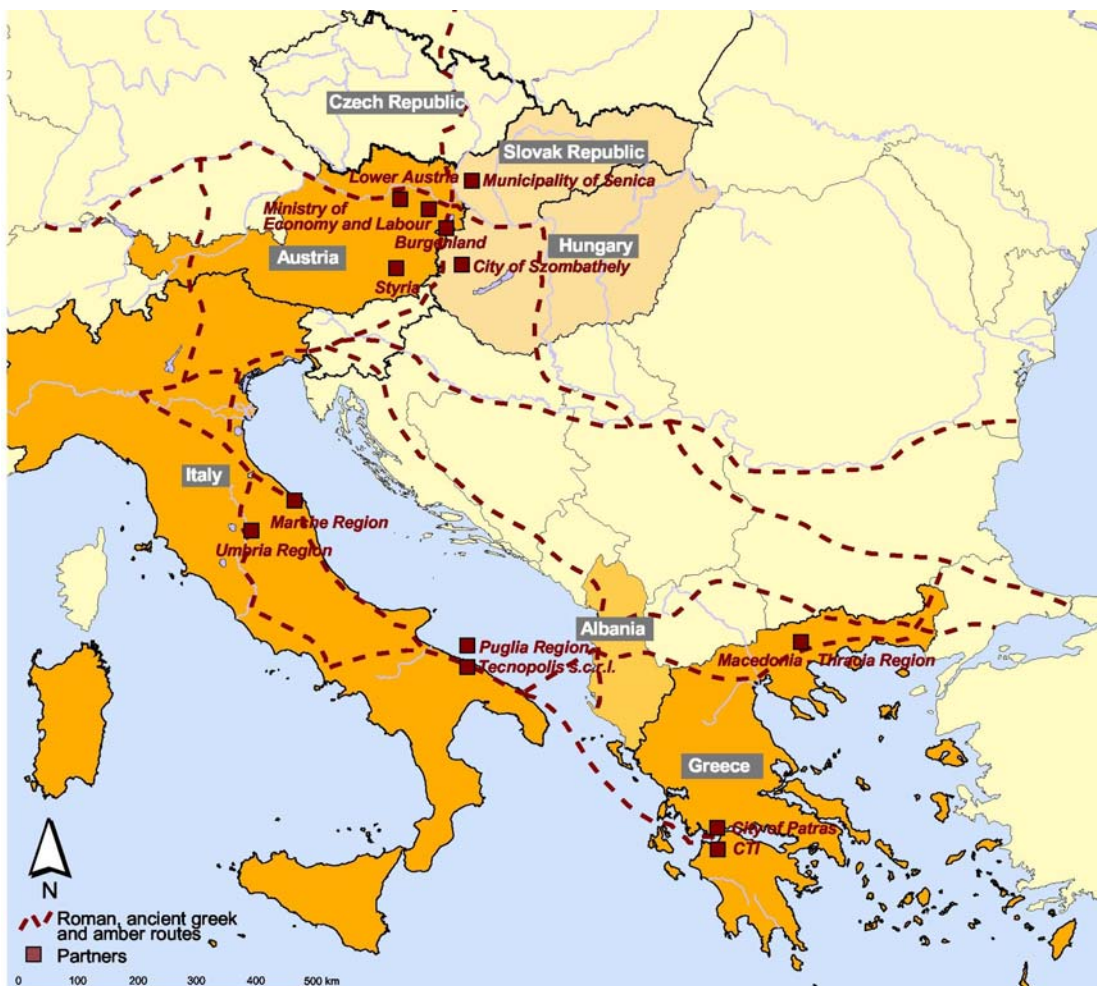 Czech Republic
Slovak Republic
Lower Austria
Municipality of Senica
Ministry of
Economy and Labour
Burgenland
Hungary
Austria
City of Szombathely
Styria
Italy
Marche Region
Umbria Region
Albania
Puglia Region
Macedonia - Thracia Region
Tecnopolis s.c.r.l.
Greece
City of Patras
CTI
N
Roman, ancient greek
and amber routes
Partners
0 100 200 300 400 500 km